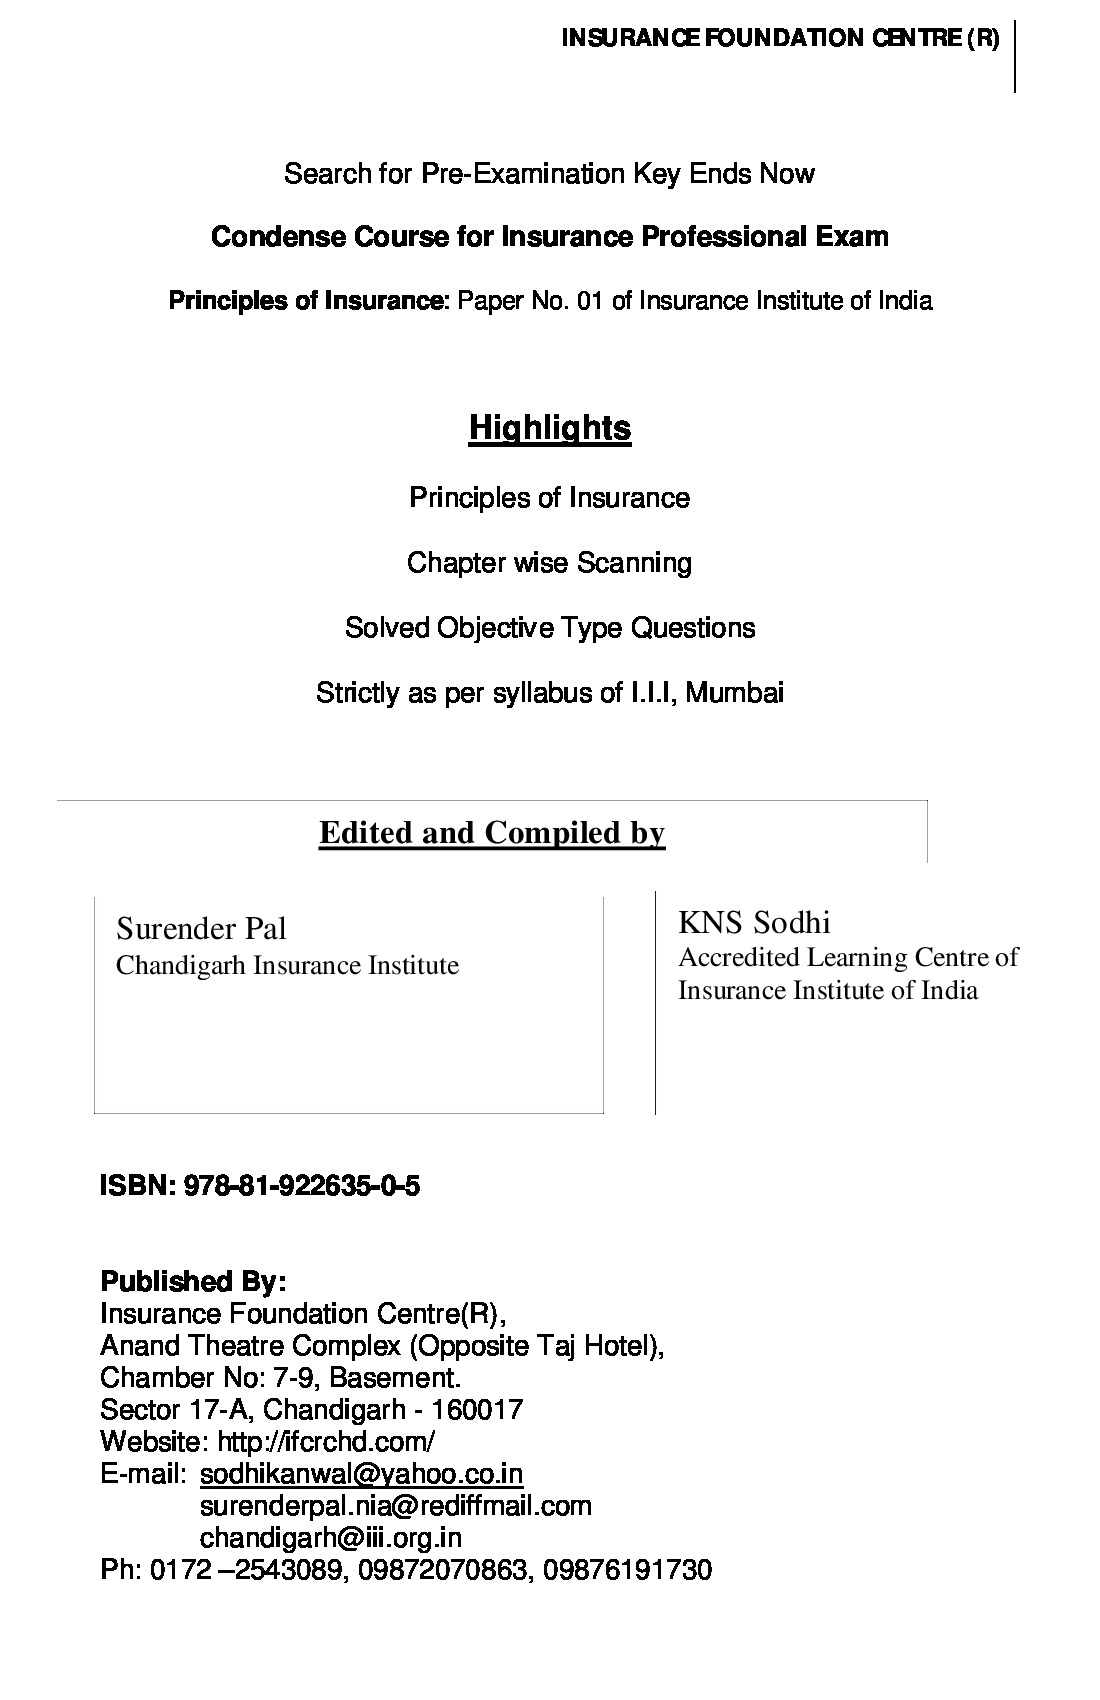 INSURANCE FOUNDATION CENTRE (R)
Search for Pre-Examination Key Ends Now
Condense Course for Insurance Professional Exam
Principles of Insurance: Paper No. 01 of Insurance Institute of India
Highlights
Principles of Insurance
Chapter wise Scanning
Solved Objective Type Questions
Strictly as per syllabus of I.I.I, Mumbai
Edited and Compiled by
Surender Pal
Chandigarh Insurance Institute
KNS Sodhi
Accredited Learning Centre of
Insurance Institute of India
ISBN: 978-81-922635-0-5
Published By:
Insurance Foundation Centre(R),
Anand Theatre Complex (Opposite Taj Hotel),
Chamber No: 7-9, Basement.
Sector 17-A, Chandigarh - 160017
Website: http://ifcrchd.com/
E-mail: sodhikanwal@yahoo.co.in
surenderpal.nia@rediffmail.com
chandigarh@iii.org.in
Ph: 0172 –2543089, 09872070863, 09876191730